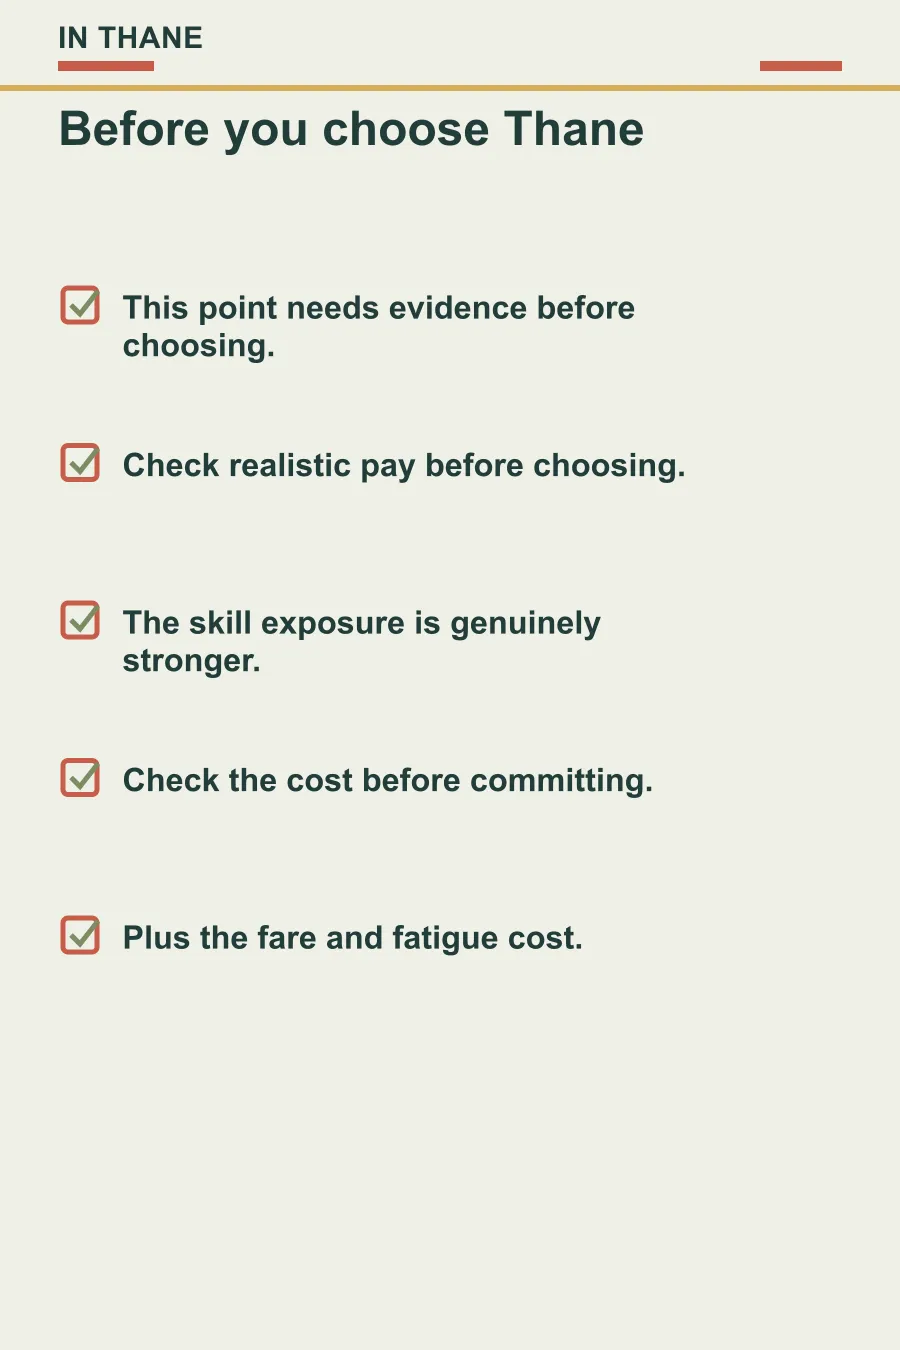 IN THANE
Before you choose Thane
This point needs evidence before
choosing.
Check realistic pay before choosing.
The skill exposure is genuinely
stronger.
Check the cost before committing.
Plus the fare and fatigue cost.